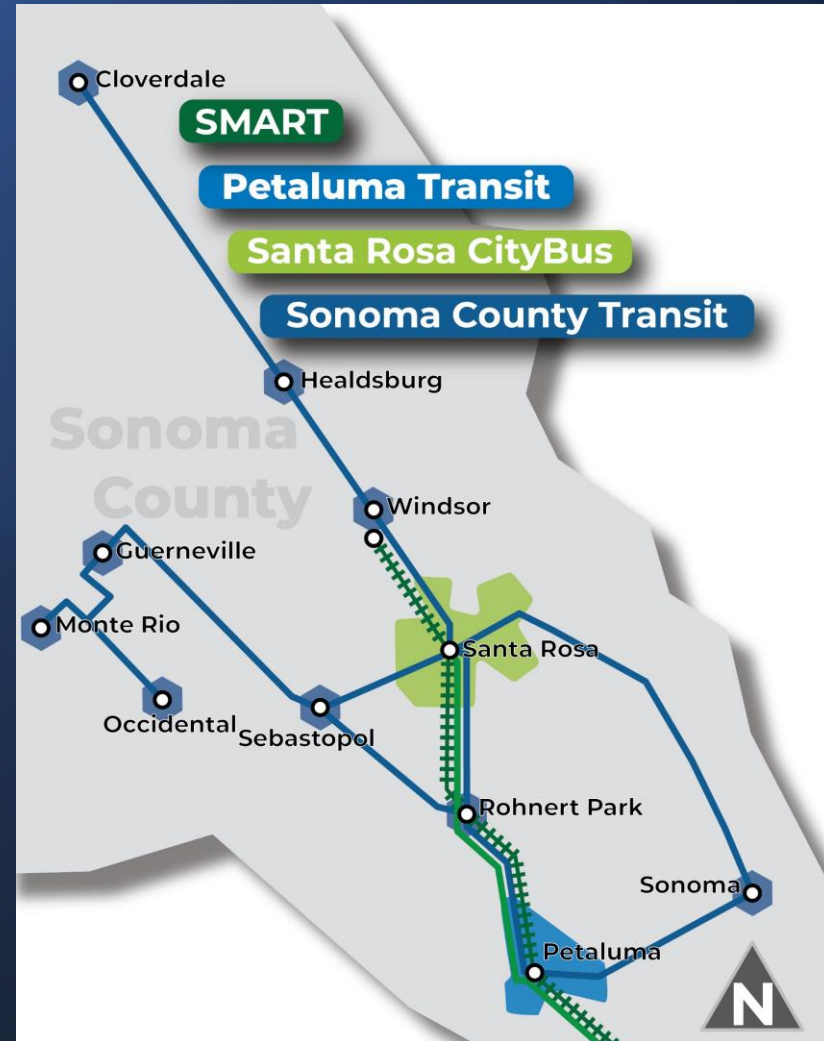 Cloverdale
SMART
Petaluma Transit
Santa Rosa CityBus
Sonoma County Transit
Healdsburg
Sonoma
County
Windsor
Guerneville
Monte Rio
Santa Rosa
Occidental
Sebastopol
Rohnert Park
Sonoma
Petaluma
N